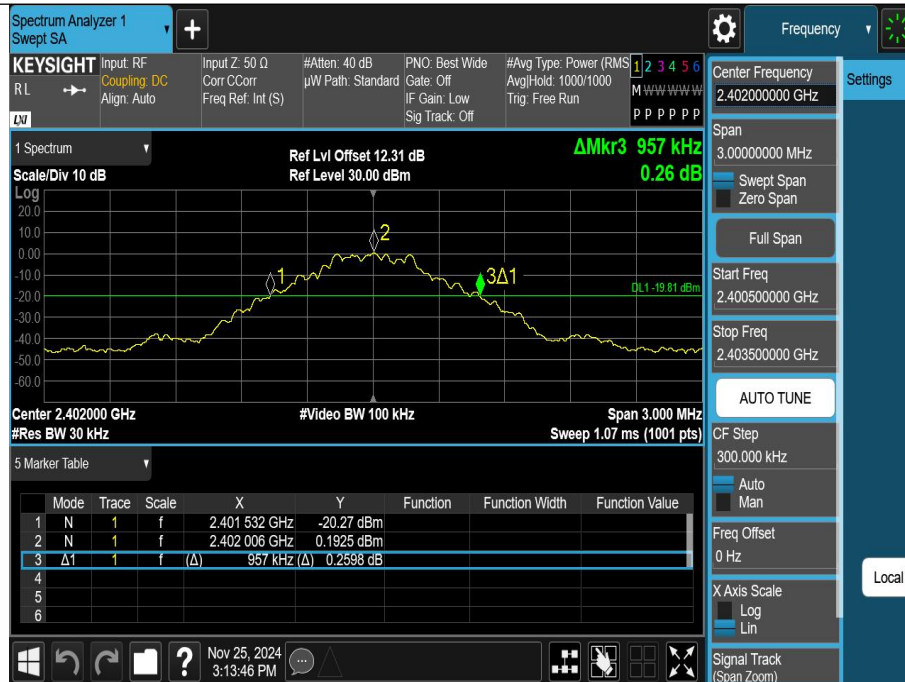 Spectrum Analyzer 1
Swept SA
+
Frequency
KEYSIGHT
RL
LXI
Input: RF
Coupling: DC
Align: Auto
Input Z: 50 Ω
Corr CCorr
Freq Ref: Int (S)
#Atten: 40 dB
µW Path: Standard
PNO: Best Wide
Gate: Off
IF Gain: Low
Sig Track: Off
#Avg Type: Power (RMS
Avg|Hold: 1000/1000
Trig: Free Run
1 2 3 4 5 6
M W W W W W
P P P P P P
1 Spectrum
Scale/Div 10 dB
Ref Lvl Offset 12.31 dB
Ref Level 30.00 dBm
ΔMkr3 957 kHz
0.26 dB
Log
20.0
10.0
0.00
-10.0
-20.0
-30.0
-40.0
-50.0
-60.0
1
2
3Δ1
DL1 -19.81 dBm
Center 2.402000 GHz
#Video BW 100 kHz
Span 3.000 MHz
#Res BW 30 kHz
Sweep 1.07 ms (1001 pts)
5 Marker Table
Mode Trace Scale X Y Function Function Width Function Value
1 N 1 f 2.401 532 GHz -20.27 dBm
2 N 1 f 2.402 006 GHz 0.1925 dBm
3 Δ1 1 f (Δ) 957 kHz (Δ) 0.2598 dB
4
5
6
?
Nov 25, 2024
3:13:46 PM
Center Frequency
2.402000000 GHz
Span
3.00000000 MHz
Swept Span
Zero Span
Full Span
Start Freq
2.400500000 GHz
Stop Freq
2.403500000 GHz
AUTO TUNE
CF Step
300.000 kHz
Auto
Man
Freq Offset
0 Hz
X Axis Scale
Log
Lin
Signal Track
(Span Zoom)
Settings
Local